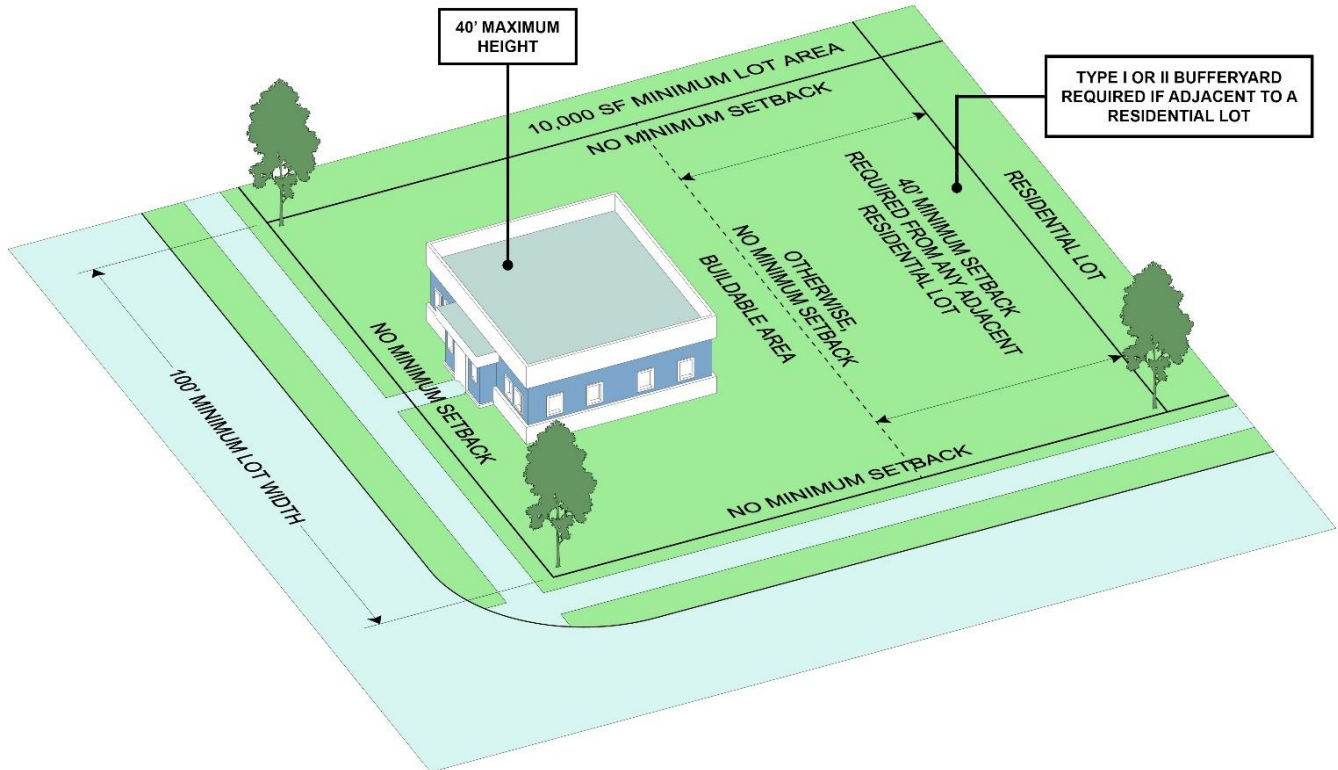 40' MAXIMUM
HEIGHT
TYPE I OR II BUFFERYARD
REQUIRED IF ADJACENT TO A
RESIDENTIAL LOT
10,000 SF MINIMUM LOT AREA
NO MINIMUM SETBACK
RESIDENTIAL LOT
40' MINIMUM SETBACK
REQUIRED FROM ANY ADJACENT
RESIDENTIAL LOT
OTHERWISE,
NO MINIMUM SETBACK
BUILDABLE AREA
NO MINIMUM SETBACK
100' MINIMUM LOT WIDTH
NO MINIMUM SETBACK